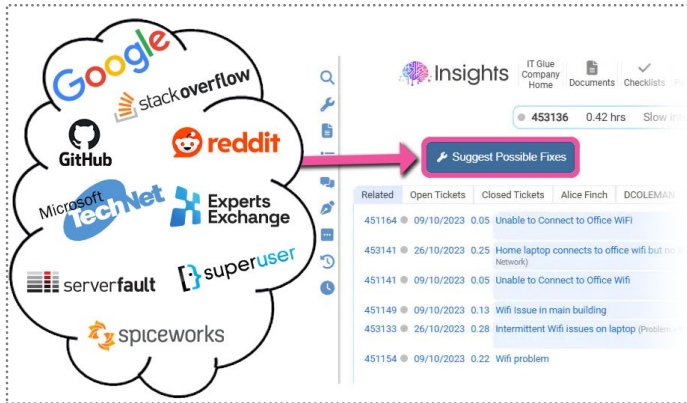 Google
stackoverflow
GitHub
reddit
Microsoft
TechNet
Experts
Exchange
serverfault
superuser
spiceworks
Insights
IT Glue
Company
Home
Documents
Checklists
453136 0.42 hrs Slow
Suggest Possible Fixes
Related Open Tickets Closed Tickets Alice Finch DCOLEMAN
451164 09/10/2023 0.05 Unable to Connect to Office WiFi
453141 26/10/2023 0.25 Home laptop connects to office wifi but no
Network)
451141 09/10/2023 0.05 Unable to Connect to Office Wifi
451149 09/10/2023 0.13 Wifi Issue in main building
453133 26/10/2023 0.28 Intermittent Wifi issues on laptop (Problem
451154 09/10/2023 0.22 Wifi problem